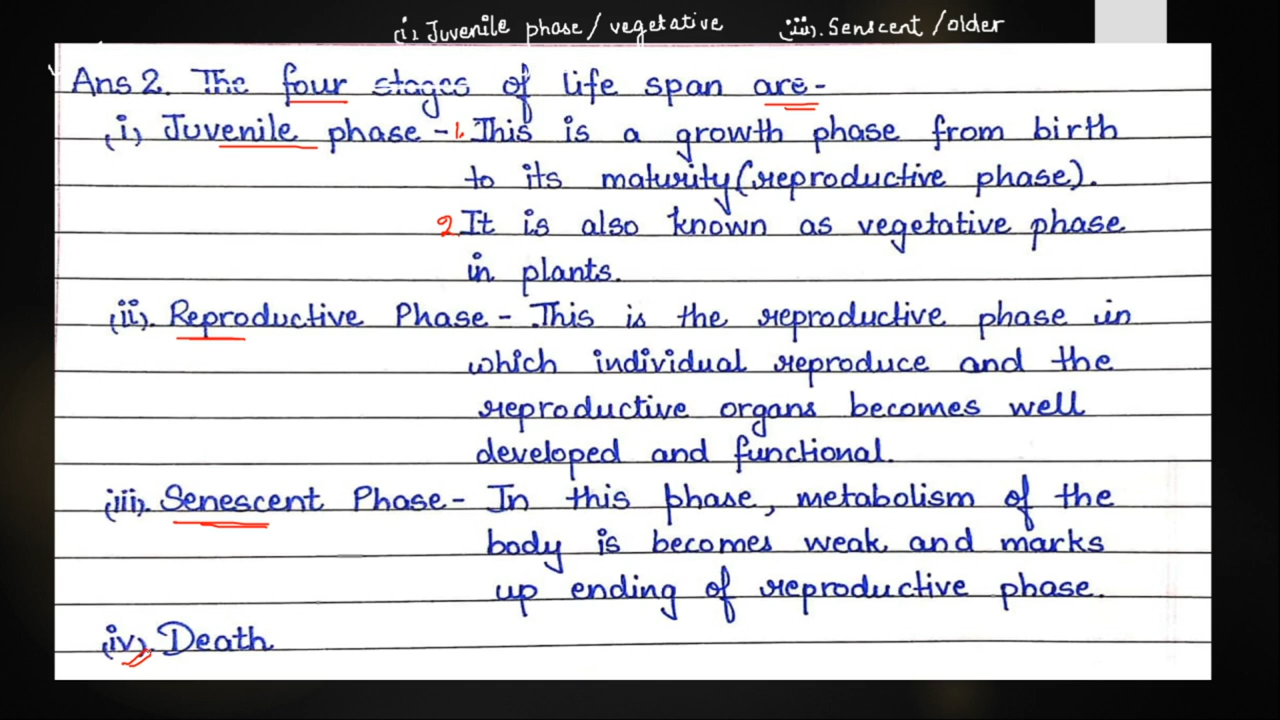 (i) Juvenile phase / vegetative (iii). Senscent / older
Ans 2. The four stages of life span are-
(i) Juvenile phase - 1. This is a growth phase from birth
to its maturity (reproductive phase).
2. It is also known as vegetative phase
in plants.
(ii). Reproductive Phase - This is the reproductive phase in
which individual reproduce and the
reproductive organs becomes well
developed and functional.
(iii). Senescent Phase - In this phase, metabolism of the
body is becomes weak and marks
up ending of reproductive phase.
(iv). Death